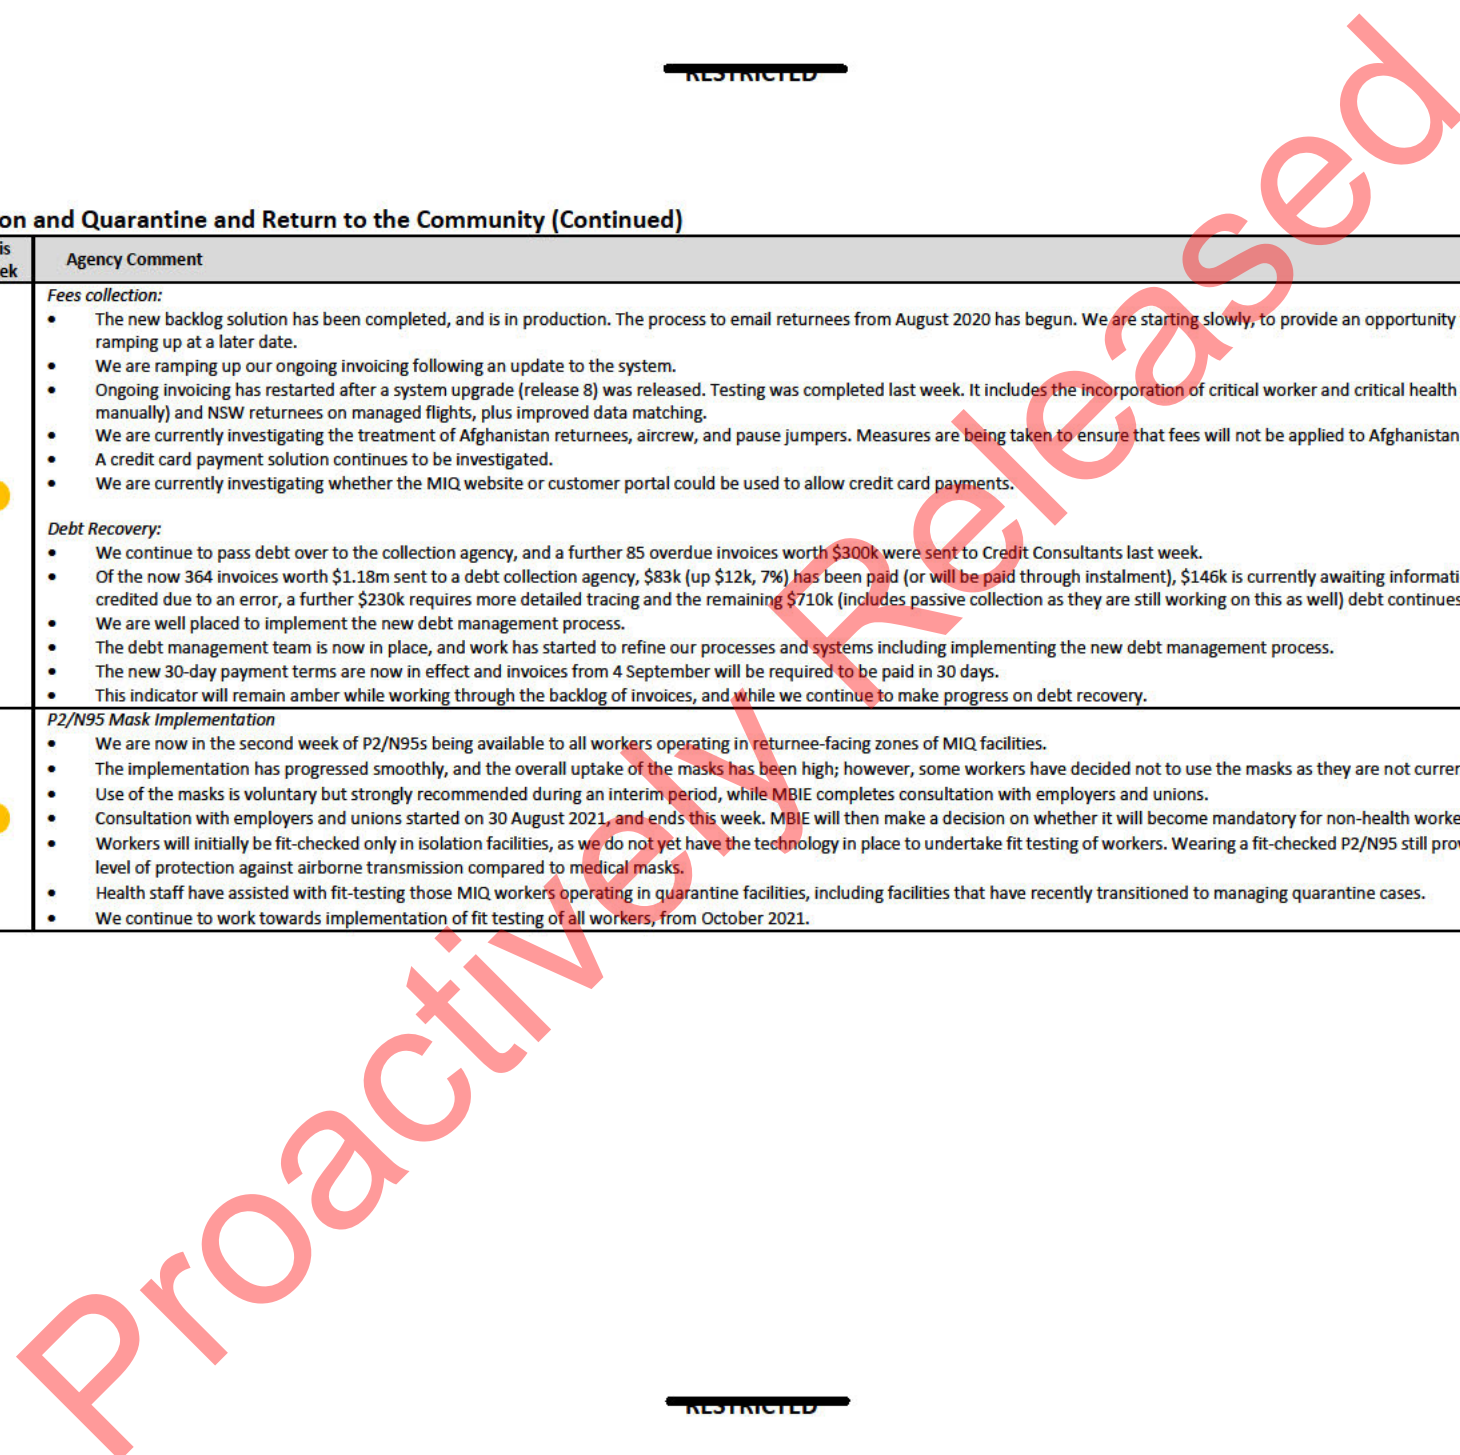 RESTRICTED
on and Quarantine and Return to the Community (Continued)
is
ek
Agency Comment
Fees collection:
• The new backlog solution has been completed, and is in production. The process to email returnees from August 2020 has begun. We are starting slowly, to provide an opportunity
ramping up at a later date.
• We are ramping up our ongoing invoicing following an update to the system.
• Ongoing invoicing has restarted after a system upgrade (release 8) was released. Testing was completed last week. It includes the incorporation of critical worker and critical health
manually) and NSW returnees on managed flights, plus improved data matching.
• We are currently investigating the treatment of Afghanistan returnees, aircrew, and pause jumpers. Measures are being taken to ensure that fees will not be applied to Afghanistan
• A credit card payment solution continues to be investigated.
• We are currently investigating whether the MIQ website or customer portal could be used to allow credit card payments.
Debt Recovery:
• We continue to pass debt over to the collection agency, and a further 85 overdue invoices worth $300k were sent to Credit Consultants last week.
• Of the now 364 invoices worth $1.18m sent to a debt collection agency, $83k (up $12k, 7%) has been paid (or will be paid through instalment), $146k is currently awaiting informati
credited due to an error, a further $230k requires more detailed tracing and the remaining $710k (includes passive collection as they are still working on this as well) debt continues
• We are well placed to implement the new debt management process.
• The debt management team is now in place, and work has started to refine our processes and systems including implementing the new debt management process.
• The new 30-day payment terms are now in effect and invoices from 4 September will be required to be paid in 30 days.
• This indicator will remain amber while working through the backlog of invoices, and while we continue to make progress on debt recovery.
P2/N95 Mask Implementation
• We are now in the second week of P2/N95s being available to all workers operating in returnee-facing zones of MIQ facilities.
• The implementation has progressed smoothly, and the overall uptake of the masks has been high; however, some workers have decided not to use the masks as they are not curren
• Use of the masks is voluntary but strongly recommended during an interim period, while MBIE completes consultation with employers and unions.
• Consultation with employers and unions started on 30 August 2021, and ends this week. MBIE will then make a decision on whether it will become mandatory for non-health worke
• Workers will initially be fit-checked only in isolation facilities, as we do not yet have the technology in place to undertake fit testing of workers. Wearing a fit-checked P2/N95 still prov
level of protection against airborne transmission compared to medical masks.
• Health staff have assisted with fit-testing those MIQ workers operating in quarantine facilities, including facilities that have recently transitioned to managing quarantine cases.
• We continue to work towards implementation of fit testing of all workers, from October 2021.
Proactively Released
RESTRICTED